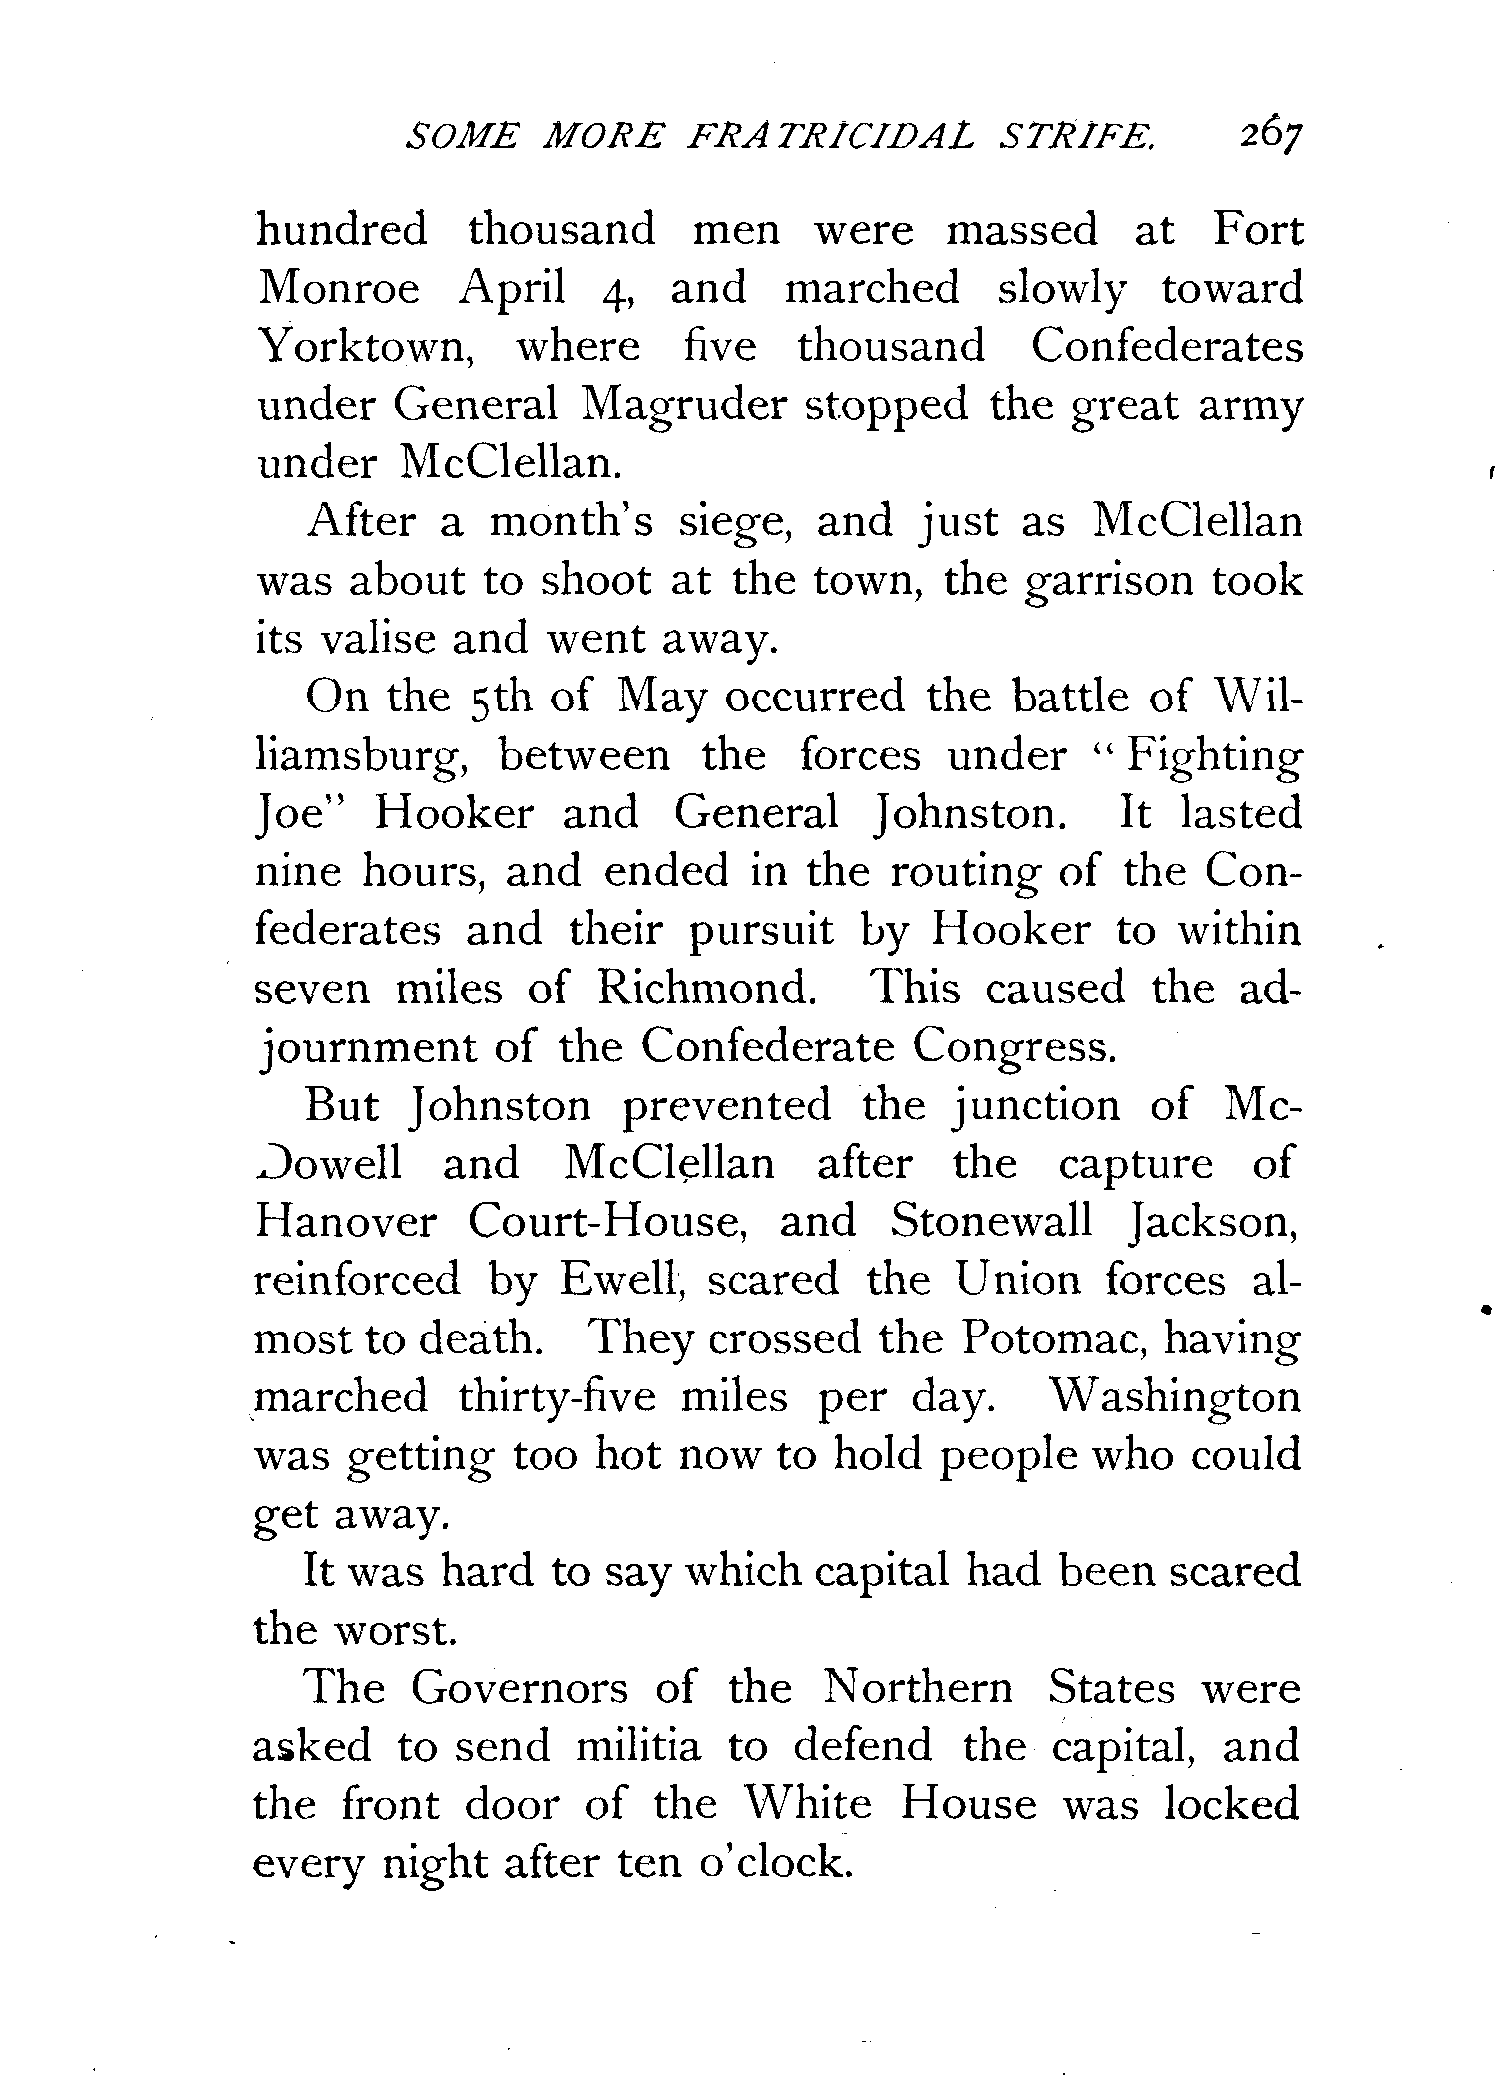 SOME MORE FRATRICIDAL STRIFE. 267
hundred thousand men were massed at Fort
Monroe April 4, and marched slowly toward
Yorktown, where five thousand Confederates
under General Magruder stopped the great army
under McClellan.
After a month's siege, and just as McClellan
was about to shoot at the town, the garrison took
its valise and went away.
On the 5th of May occurred the battle of Wil-
liamsburg, between the forces under "Fighting
Joe" Hooker and General Johnston. It lasted
nine hours, and ended in the routing of the Con-
federates and their pursuit by Hooker to within
seven miles of Richmond. This caused the ad-
journment of the Confederate Congress.
But Johnston prevented the junction of Mc-
Dowell and McClellan after the capture of
Hanover Court-House, and Stonewall Jackson,
reinforced by Ewell, scared the Union forces al-
most to death. They crossed the Potomac, having
marched thirty-five miles per day. Washington
was getting too hot now to hold people who could
get away.
It was hard to say which capital had been scared
the worst.
The Governors of the Northern States were
asked to send militia to defend the capital, and
the front door of the White House was locked
every night after ten o'clock.